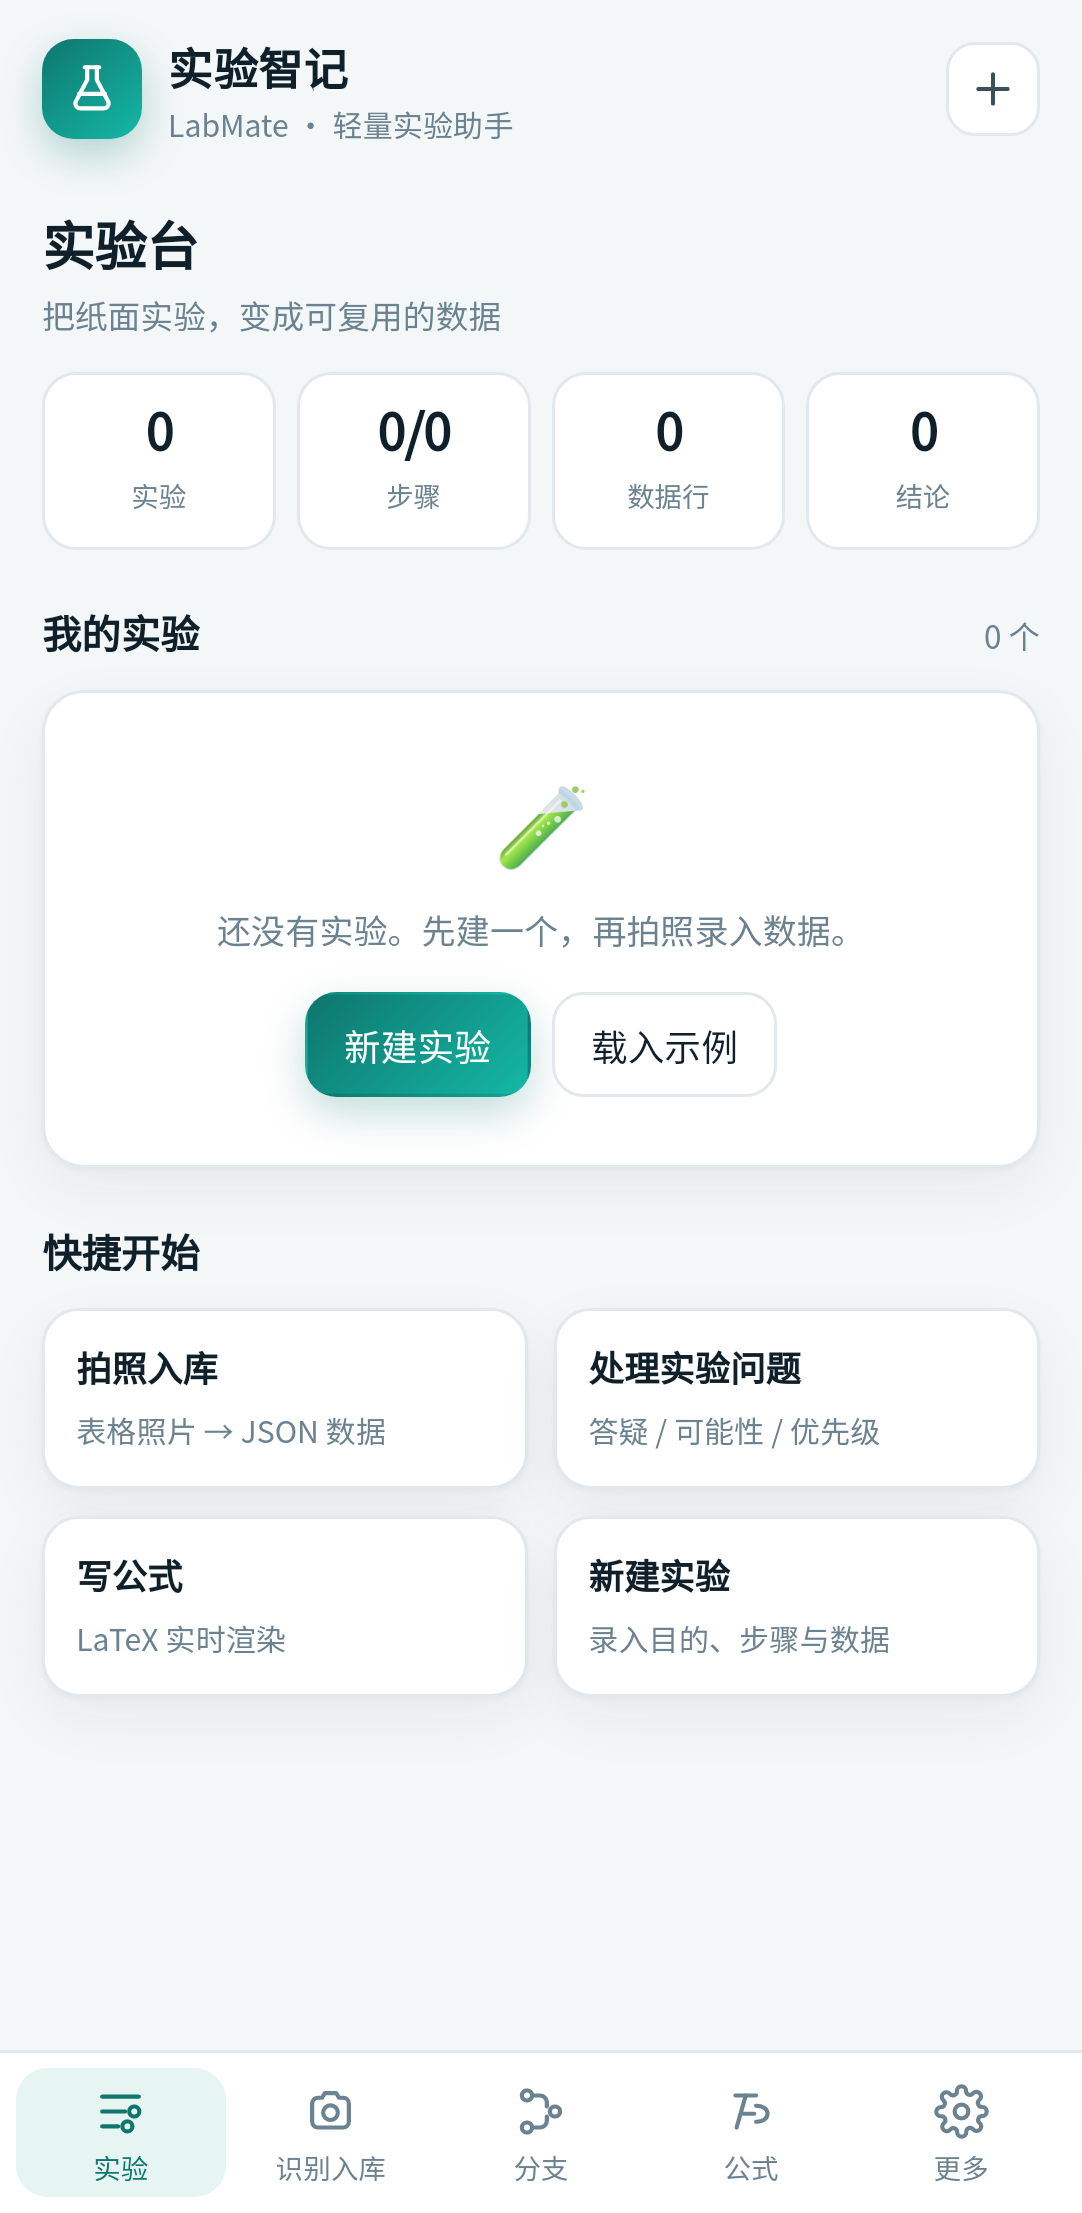 实验智记
LabMate · 轻量实验助手
实验台
把纸面实验，变成可复用的数据
0
实验
0/0
步骤
0
数据行
0
结论
我的实验
0 个
还没有实验。先建一个，再拍照录入数据。
新建实验
载入示例
快捷开始
拍照入库
表格照片 → JSON 数据
处理实验问题
答疑 / 可能性 / 优先级
写公式
LaTeX 实时渲染
新建实验
录入目的、步骤与数据
实验
识别入库
分支
公式
更多